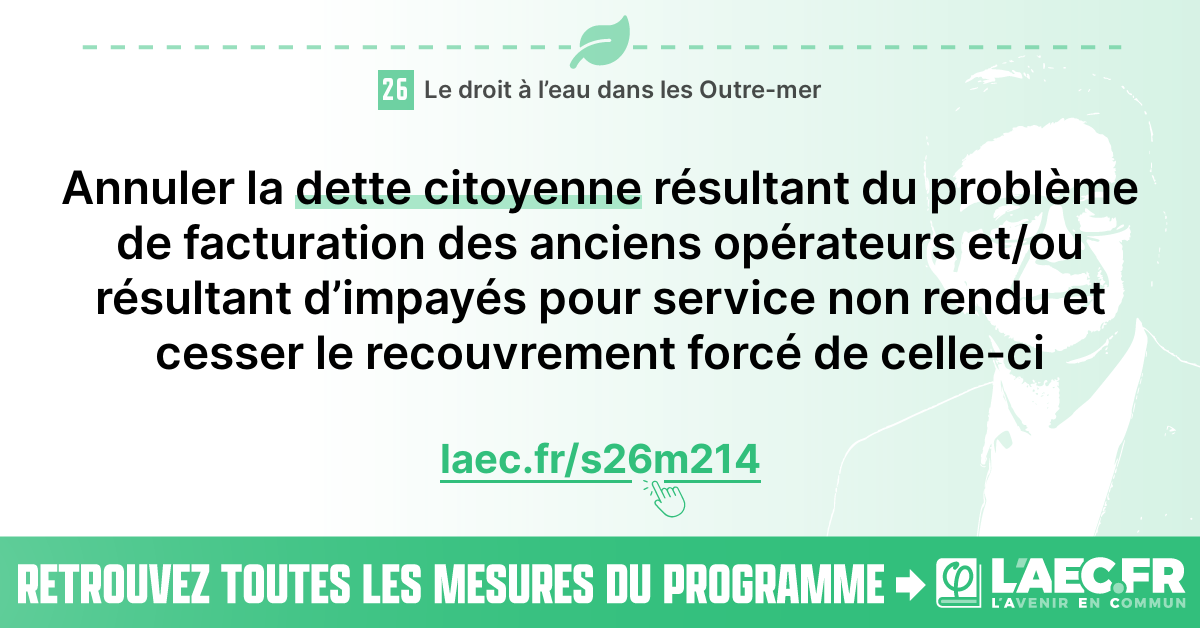 26 Le droit à l’eau dans les Outre-mer
Annuler la dette citoyenne résultant du problème
de facturation des anciens opérateurs et/ou
résultant d’impayés pour service non rendu et
cesser le recouvrement forcé de celle-ci
laec.fr/s26m214
RETROUVEZ TOUTES LES MESURES DU PROGRAMME
φ L’AEC.FR
L’AVENIR EN COMMUN